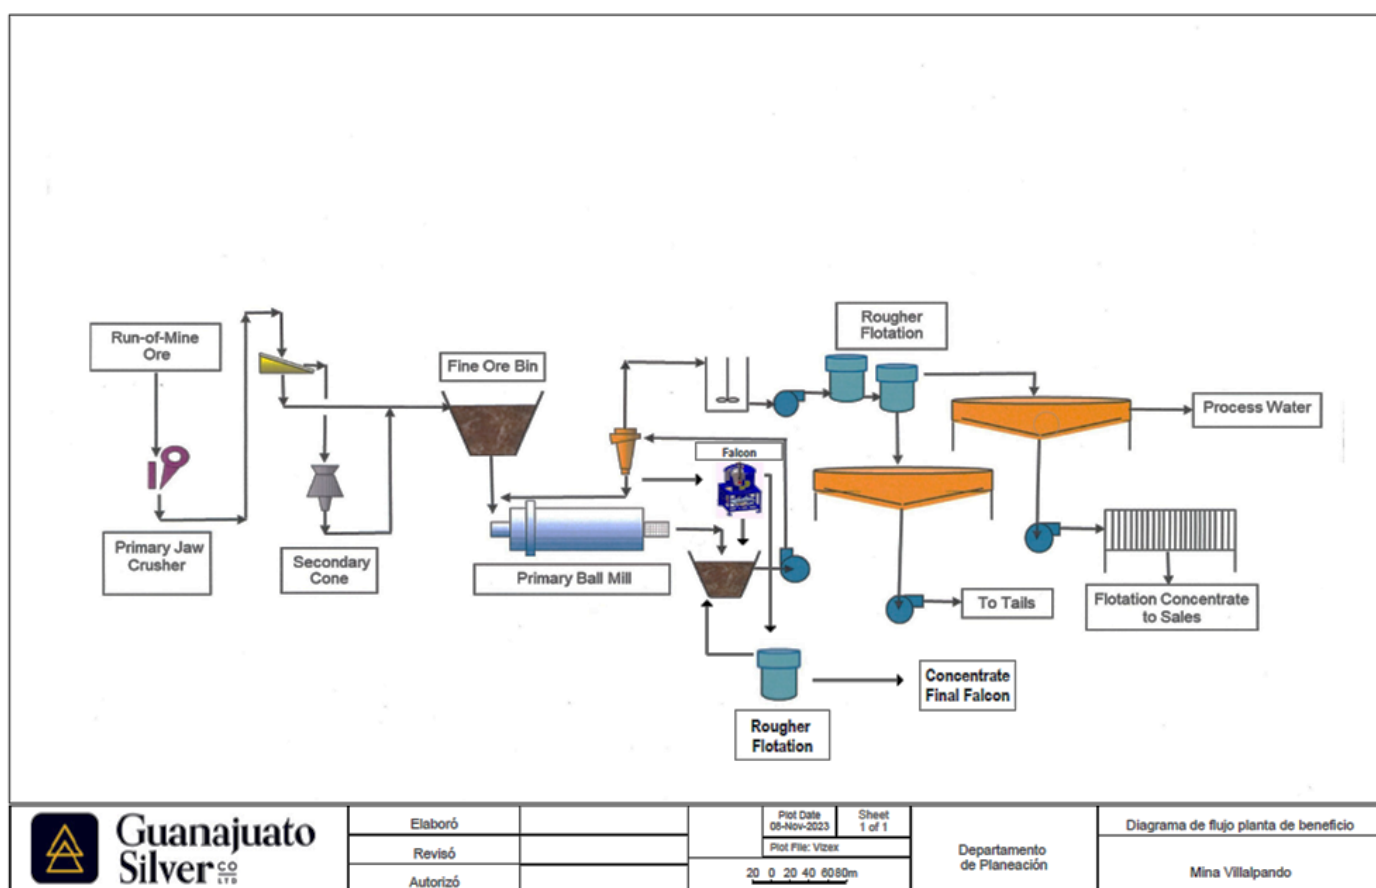 Rougher
Flotation
Run-of-Mine
Ore
Fine Ore Bin
Process Water
Falcon
Primary Jaw
Crusher
Secondary
Cone
Primary Ball Mill
To Tails
Flotation Concentrate
to Sales
Concentrate
Final Falcon
Rougher
Flotation
Guanajuato
Silver CO
LTD
Elaboró
Revisó
Autorizó
Plot Date
08-Nov-2023
Sheet
1 of 1
Plot File: Vizex
20 0 20 40 6080m
Departamento
de Planeación
Diagrama de flujo planta de beneficio
Mina Villalpando